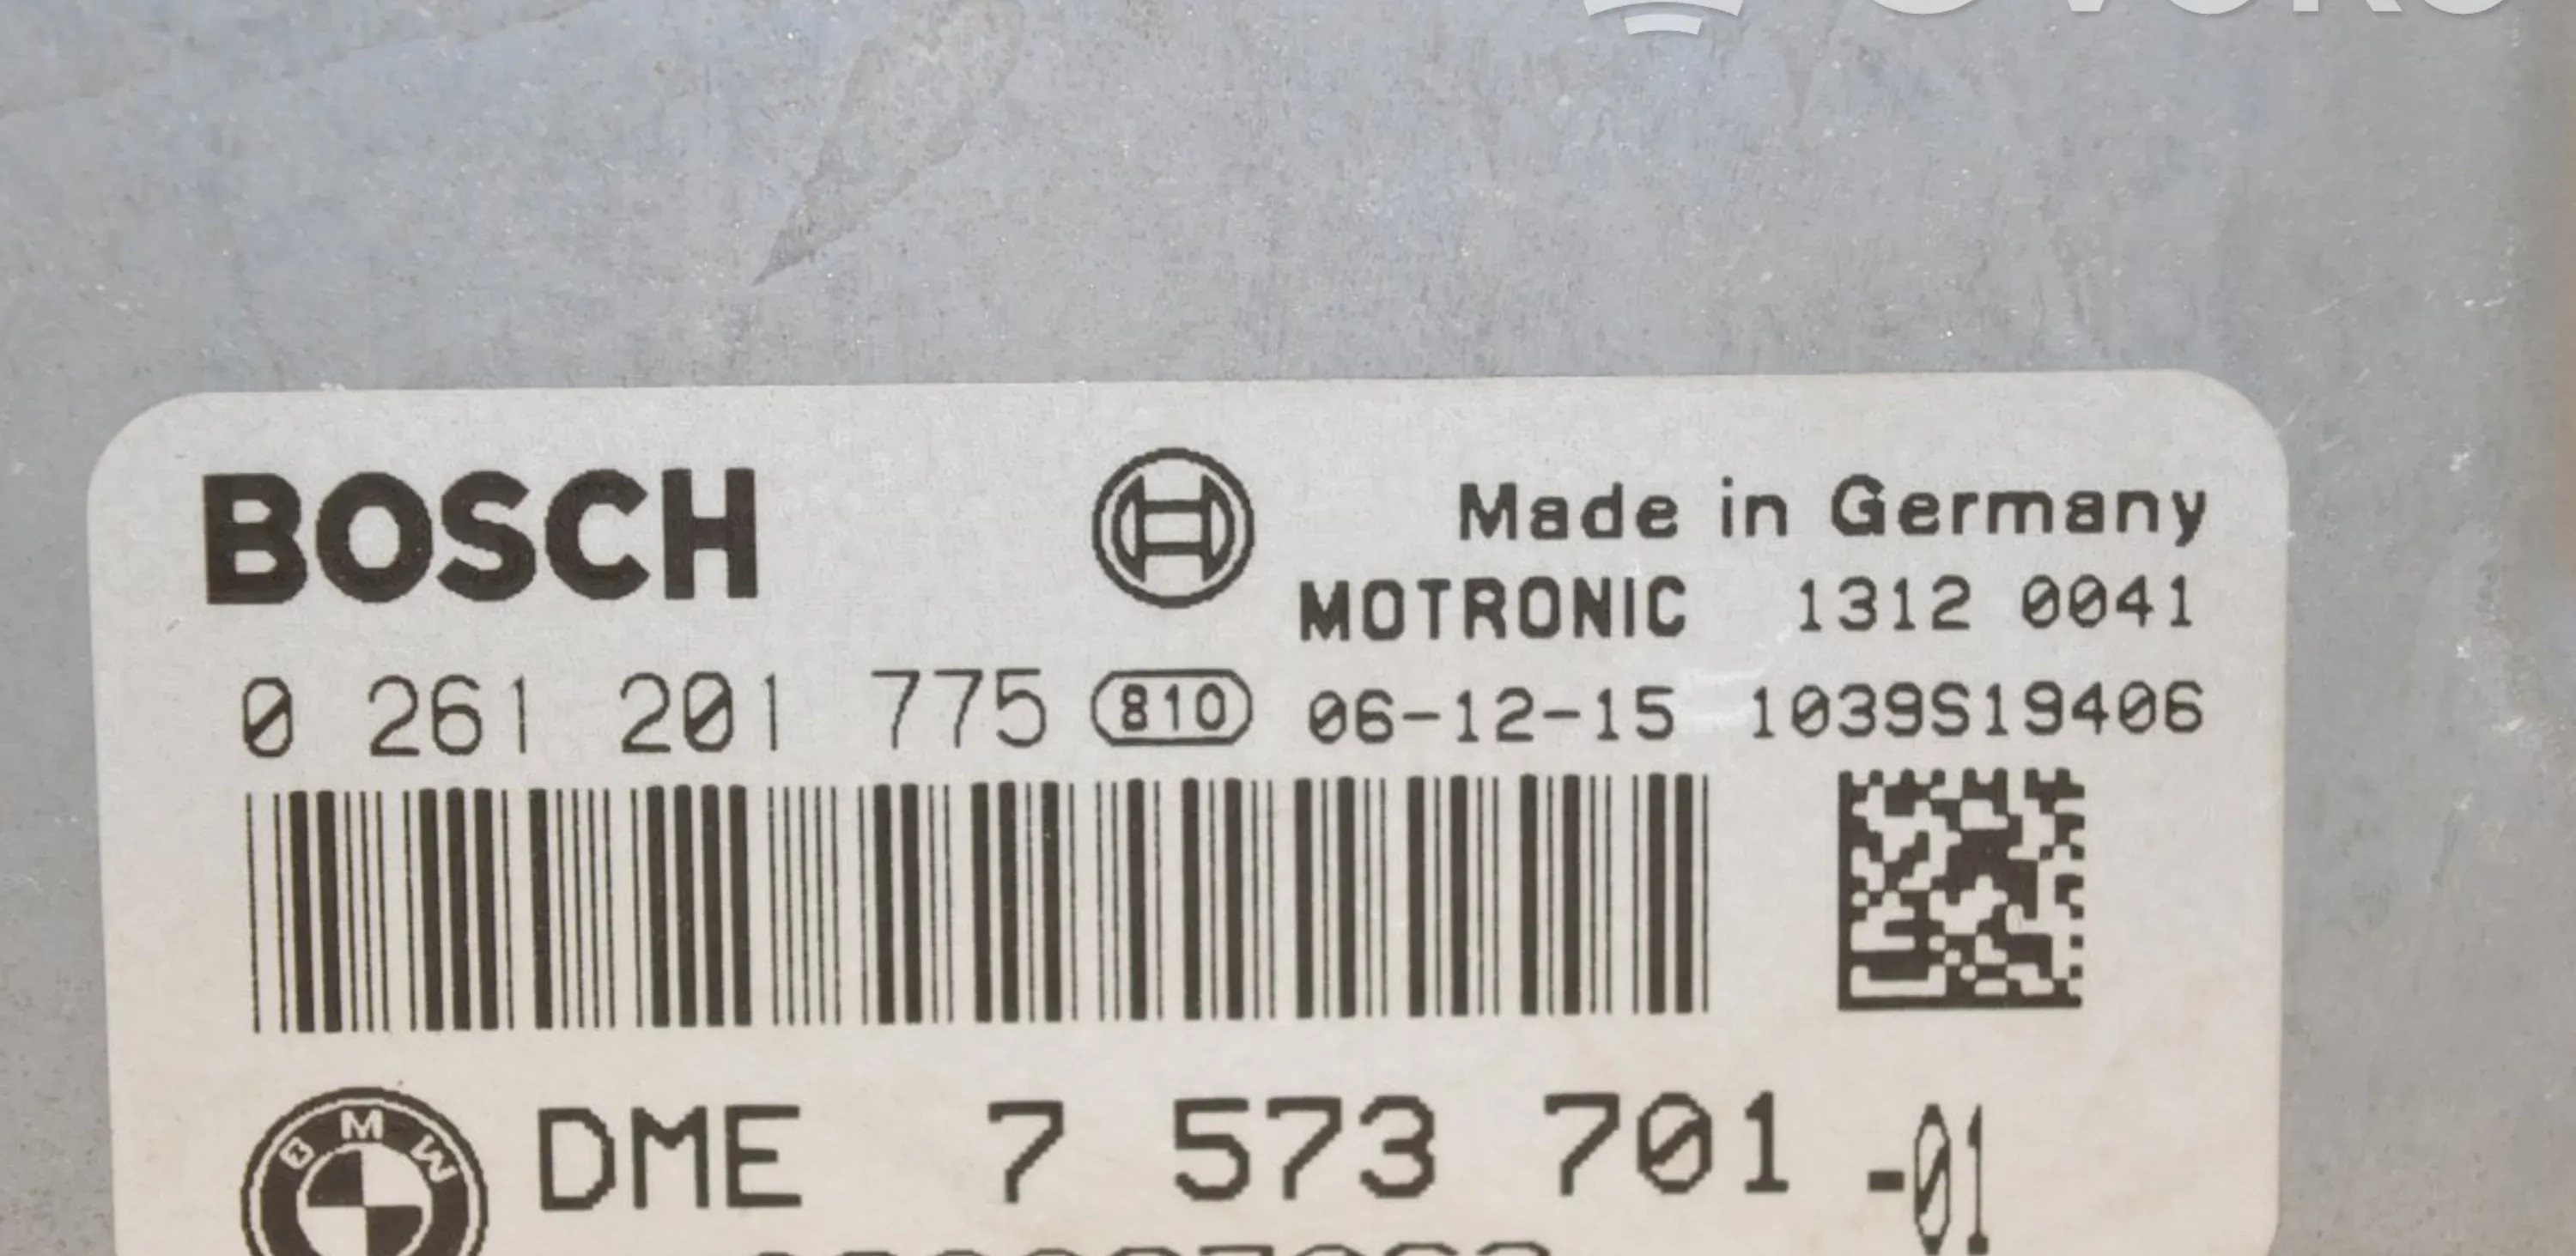 BOSCH
Made in Germany
MOTRONIC 1312 0041
0 261 201 775 810 06-12-15 1039S19406
BMW
DME 7 573 701 -01